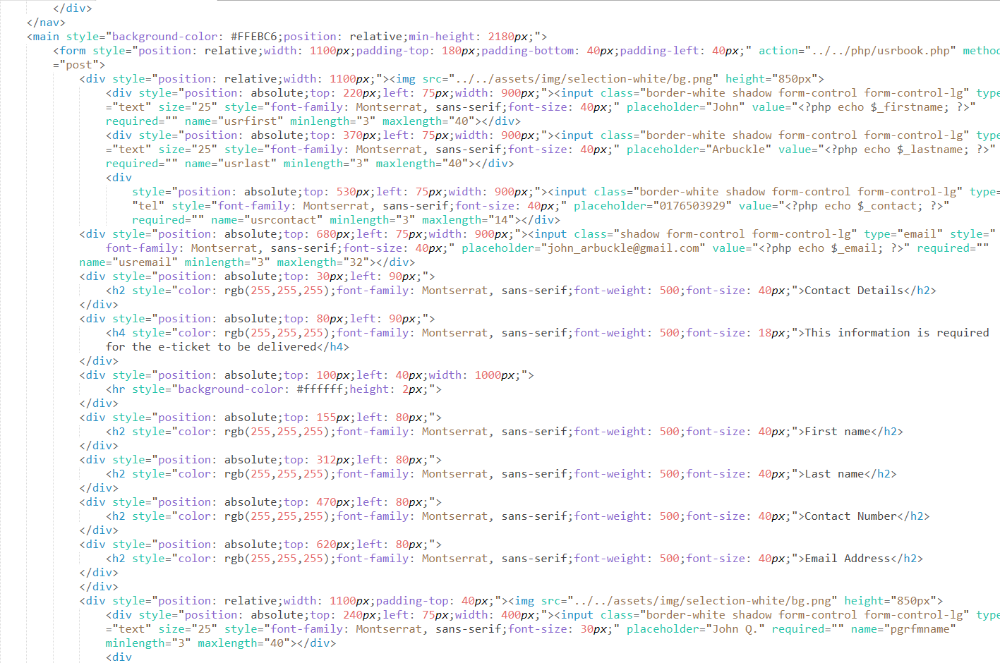 </div>
</nav>
<main style="background-color: #FFEBC6;position: relative;min-height: 2180px;">
<form style="position: relative;width: 1100px;padding-top: 180px;padding-bottom: 40px;padding-left: 40px;" action="../../php/usrbook.php" method
="post">
<div style="position: relative;width: 1100px;"><img src="../../assets/img/selection-white/bg.png" height="850px">
<div style="position: absolute;top: 220px;left: 75px;width: 900px;"><input class="border-white shadow form-control form-control-lg" type
="text" size="25" style="font-family: Montserrat, sans-serif;font-size: 40px;" placeholder="John" value="<?php echo $_firstname; ?>"
required="" name="usrfirst" minlength="3" maxlength="40"></div>
<div style="position: absolute;top: 370px;left: 75px;width: 900px;"><input class="border-white shadow form-control form-control-lg" type
="text" size="25" style="font-family: Montserrat, sans-serif;font-size: 40px;" placeholder="Arbuckle" value="<?php echo $_lastname; ?>"
required="" name="usrlast" minlength="3" maxlength="40"></div>
<div
style="position: absolute;top: 530px;left: 75px;width: 900px;"><input class="border-white shadow form-control form-control-lg" type=
"tel" style="font-family: Montserrat, sans-serif;font-size: 40px;" placeholder="0176503929" value="<?php echo $_contact; ?>"
required="" name="usrcontact" minlength="3" maxlength="14"></div>
<div style="position: absolute;top: 680px;left: 75px;width: 900px;"><input class="shadow form-control form-control-lg" type="email" style="
font-family: Montserrat, sans-serif;font-size: 40px;" placeholder="john_arbuckle@gmail.com" value="<?php echo $_email; ?>" required=""
name="usremail" minlength="3" maxlength="32"></div>
<div style="position: absolute;top: 30px;left: 90px;">
<h2 style="color: rgb(255,255,255);font-family: Montserrat, sans-serif;font-weight: 500;font-size: 40px;">Contact Details</h2>
</div>
<div style="position: absolute;top: 80px;left: 90px;">
<h4 style="color: rgb(255,255,255);font-family: Montserrat, sans-serif;font-weight: 500;font-size: 18px;">This information is required
for the e-ticket to be delivered</h4>
</div>
<div style="position: absolute;top: 100px;left: 40px;width: 1000px;">
<hr style="background-color: #ffffff;height: 2px;">
</div>
<div style="position: absolute;top: 155px;left: 80px;">
<h2 style="color: rgb(255,255,255);font-family: Montserrat, sans-serif;font-weight: 500;font-size: 40px;">First name</h2>
</div>
<div style="position: absolute;top: 312px;left: 80px;">
<h2 style="color: rgb(255,255,255);font-family: Montserrat, sans-serif;font-weight: 500;font-size: 40px;">Last name</h2>
</div>
<div style="position: absolute;top: 470px;left: 80px;">
<h2 style="color: rgb(255,255,255);font-family: Montserrat, sans-serif;font-weight: 500;font-size: 40px;">Contact Number</h2>
</div>
<div style="position: absolute;top: 620px;left: 80px;">
<h2 style="color: rgb(255,255,255);font-family: Montserrat, sans-serif;font-weight: 500;font-size: 40px;">Email Address</h2>
</div>
</div>
<div style="position: relative;width: 1100px;padding-top: 40px;"><img src="../../assets/img/selection-white/bg.png" height="850px">
<div style="position: absolute;top: 240px;left: 75px;width: 400px;"><input class="border-white shadow form-control form-control-lg" type
="text" size="25" style="font-family: Montserrat, sans-serif;font-size: 30px;" placeholder="John Q." required="" name="pgrfmname"
minlength="3" maxlength="40"></div>
<div